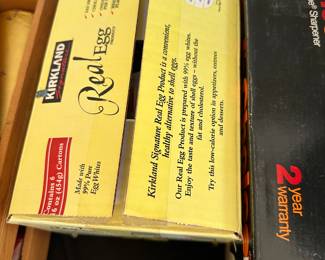 KIRKLAND
Signature
Real Egg
PRODUCT
Contains 6
16 oz (454g) Cartons
Made with
99% Pure
Egg Whites
Kirkland Signature Real Egg Product is a convenient,
healthy alternative to shell eggs.
Our Real Egg Product is prepared with 99% egg whites.
Enjoy the taste and texture of shell eggs - without the
fat and cholesterol.
Try this low-calorie option in appetizers, entrees
and desserts.
Sharpener
2 year
warranty